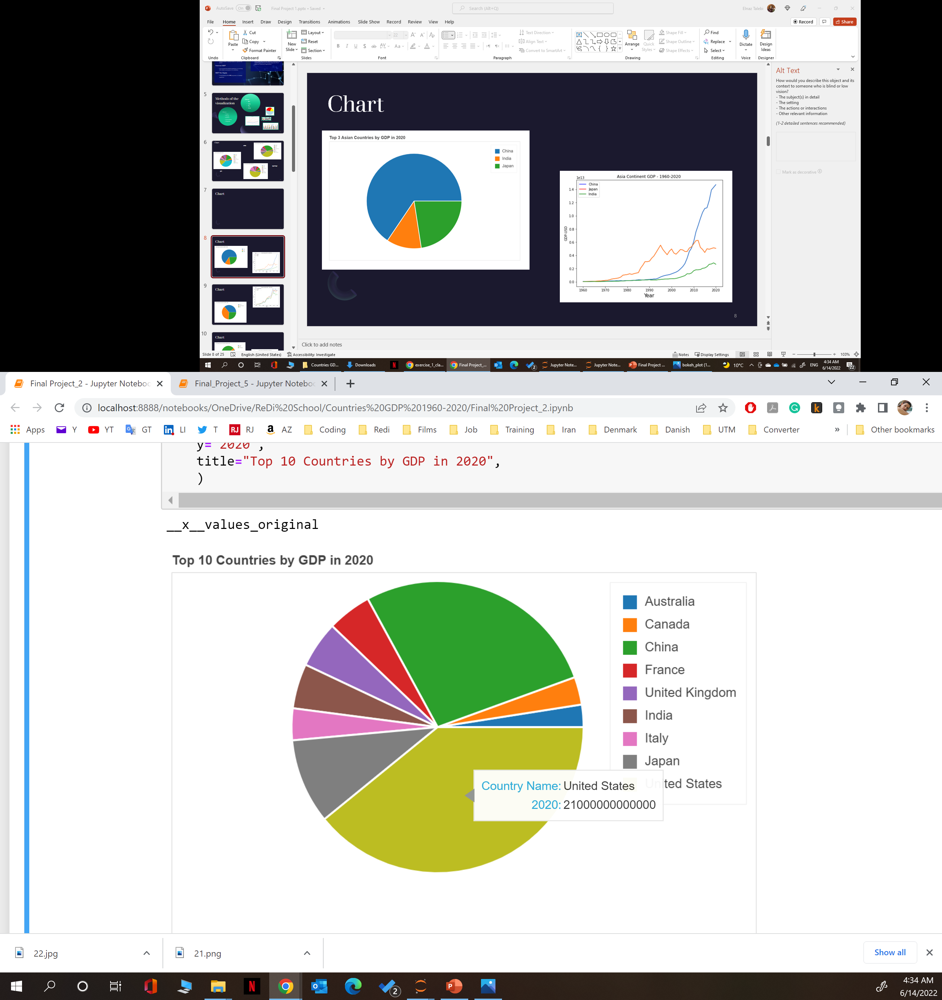 AutoSave On Final Project 1.pptx • Saved Search (Alt+Q) Elnaz Talebi
File Home Insert Draw Design Transitions Animations Slide Show Record Review View Help Record Share
Undo
Paste
Cut
Copy
Format Painter
Clipboard
New
Slide
Layout
Reset
Section
Slides
22
Font
Text Direction
Align Text
Convert to SmartArt
Paragraph
Arrange
Quick
Styles
Shape Fill
Shape Outline
Shape Effects
Drawing
Find
Replace
Select
Editing
Dictate
Voice
Design
Ideas
Designer
5
Methods of the
visualization
6
Chart
7
Chart
8
Chart
9
Chart
10
Chart
Chart
Top 3 Asian Countries by GDP in 2020
China
India
Japan
Asia Continent GDP - 1960-2020
1e13
China
Japan
India
1.4
1.2
1.0
0.8
0.6
0.4
0.2
0.0
GDP-USD
1960 1970 1980 1990 2000 2010 2020
Year
8
Alt Text
How would you describe this object and its
context to someone who is blind or low
vision?
- The subject(s) in detail
- The setting
- The actions or interactions
- Other relevant information
(1-2 detailed sentences recommended)
Mark as decorative
Click to add notes
Slide 8 of 25 English (United States) Accessibility: Investigate Notes Display Settings 103%
Countries GD... Downloads exercise_1_cla... Final Project_... 2 Jupyter Note... Jupyter Note... Final Project ... bokeh_plot (1... 10°C ENG 4:34 AM
6/14/2022 22
Final Project_2 - Jupyter Noteboo Final_Project_5 - Jupyter Noteboo
localhost:8888/notebooks/OneDrive/ReDi%20School/Countries%20GDP%201960-2020/Final%20Project_2.ipynb
Apps Y YT GT LI T RJ RJ AZ Coding Redi Films Job Training Iran Denmark Danish UTM Converter » Other bookmarks
y="2020",
title="Top 10 Countries by GDP in 2020",
)
__x__values_original
Top 10 Countries by GDP in 2020
Australia
Canada
China
France
United Kingdom
India
Italy
Japan
United States
Country Name: United States
2020: 21000000000000
22.jpg 21.png Show all
2
4:34 AM
6/14/2022